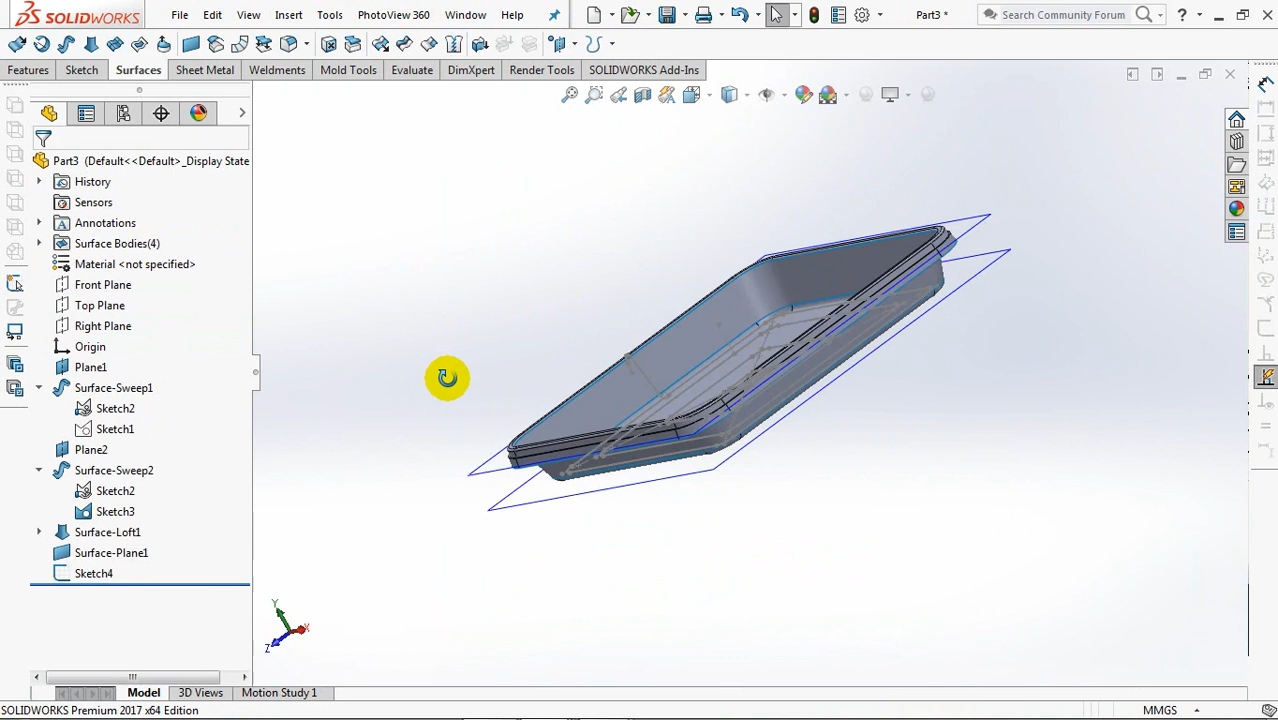 SOLIDWORKS File Edit View Insert Tools PhotoView 360 Window Help Part3 * Search Community Forum ?
Features Sketch Surfaces Sheet Metal Weldments Mold Tools Evaluate DimXpert Render Tools SOLIDWORKS Add-Ins
Part3 (Default<<Default>_Display State
History
Sensors
Annotations
Surface Bodies(4)
Material <not specified>
Front Plane
Top Plane
Right Plane
Origin
Plane1
Surface-Sweep1
Sketch2
Sketch1
Plane2
Surface-Sweep2
Sketch2
Sketch3
Surface-Loft1
Surface-Plane1
Sketch4
Y
X
Z
Model 3D Views Motion Study 1
SOLIDWORKS Premium 2017 x64 Edition MMGS